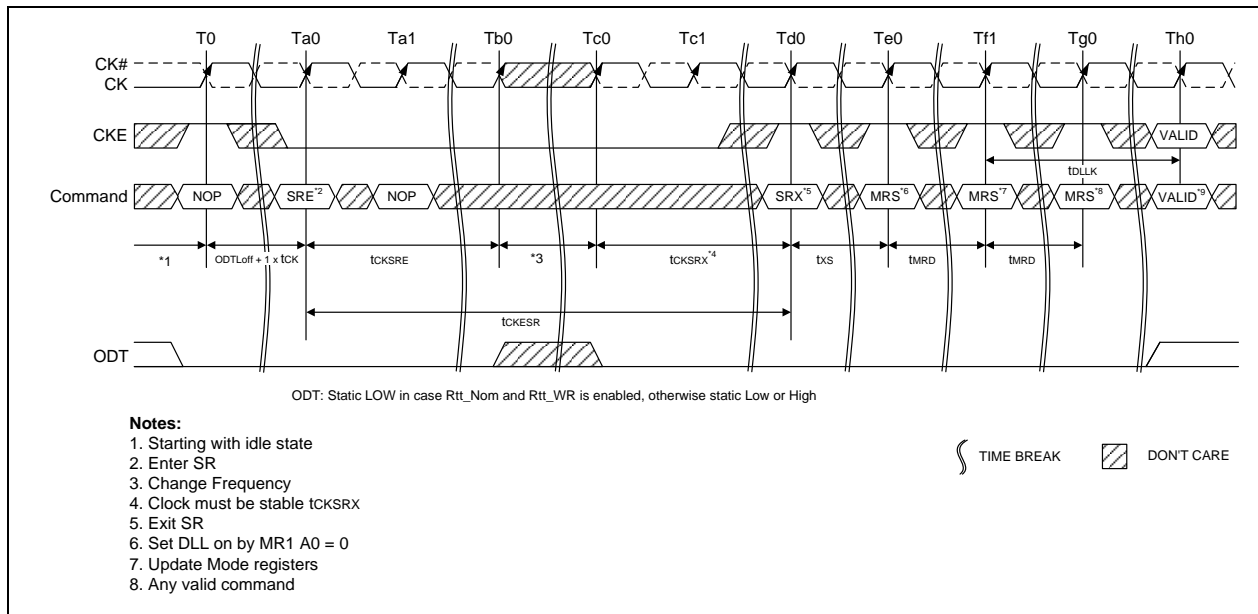 T0 Ta0 Ta1 Tb0 Tc0 Tc1 Td0 Te0 Tf1 Tg0 Th0
CK#
CK
CKE VALID
tDLLK
Command NOP SRE*2 NOP SRX*5 MRS*6 MRS*7 MRS*8 VALID*9
*1 ODTLoff + 1 x tCK tCKSRE *3 tCKSRX*4 tXS tMRD tMRD
tCKESR
ODT
ODT: Static LOW in case Rtt_Nom and Rtt_WR is enabled, otherwise static Low or High
Notes:
1. Starting with idle state
2. Enter SR
3. Change Frequency
4. Clock must be stable tCKSRX
5. Exit SR
6. Set DLL on by MR1 A0 = 0
7. Update Mode registers
8. Any valid command
TIME BREAK DON'T CARE